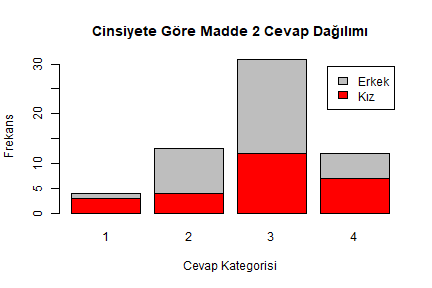 Cinsiyete Göre Madde 2 Cevap Dağılımı
Erkek
Kız
Frekans
30
20
10
5
0
1 2 3 4
Cevap Kategorisi